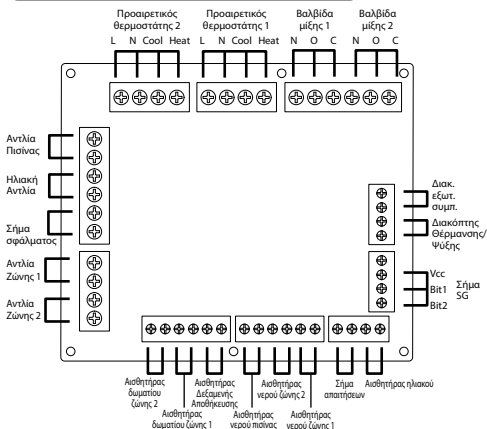 Προαιρετικός
θερμοστάτης 2
L N Cool Heat
Προαιρετικός
θερμοστάτης 1
L N Cool Heat
Βαλβίδα
μίξης 1
N O C
Βαλβίδα
μίξης 2
N O C
Αντλία
Πισίνας
Ηλιακή
Αντλία
Σήμα
σφάλματος
Αντλία
Ζώνης 1
Αντλία
Ζώνης 2
Διακ.
εξωτ.
συμπ.
Διακόπτης
Θέρμανσης/
Ψύξης
Vcc
Bit1
Bit2
Σήμα
SG
Αισθητήρας
δωματίου
ζώνης 2
Αισθητήρας
δωματίου ζώνης 1
Αισθητήρας
Δεξαμενής
Αποθήκευσης
Αισθητήρας
νερού πισίνας
Αισθητήρας
νερού ζώνης 2
Αισθητήρας
νερού ζώνης 1
Σήμα
απαιτήσεων
Αισθητήρας ηλιακού